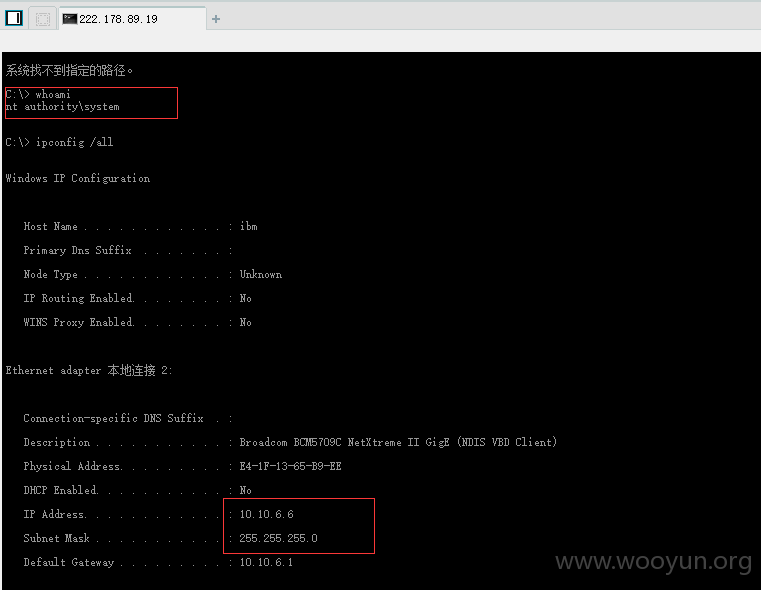 222.178.89.19
系统找不到指定的路径。
C:\> whoami
nt authority\system
C:\> ipconfig /all
Windows IP Configuration
Host Name . . . . . . . . . . . . : ibm
Primary Dns Suffix  . . . . . . . :
Node Type . . . . . . . . . . . . : Unknown
IP Routing Enabled. . . . . . . . : No
WINS Proxy Enabled. . . . . . . . : No
Ethernet adapter 本地连接 2:
Connection-specific DNS Suffix  . :
Description . . . . . . . . . . . : Broadcom BCM5709C NetXtreme II GigE (NDIS VBD Client)
Physical Address. . . . . . . . . : E4-1F-13-65-B9-EE
DHCP Enabled. . . . . . . . . . . : No
IP Address. . . . . . . . . . . . : 10.10.6.6
Subnet Mask . . . . . . . . . . . : 255.255.255.0
Default Gateway . . . . . . . . . : 10.10.6.1
www.wooyun.org